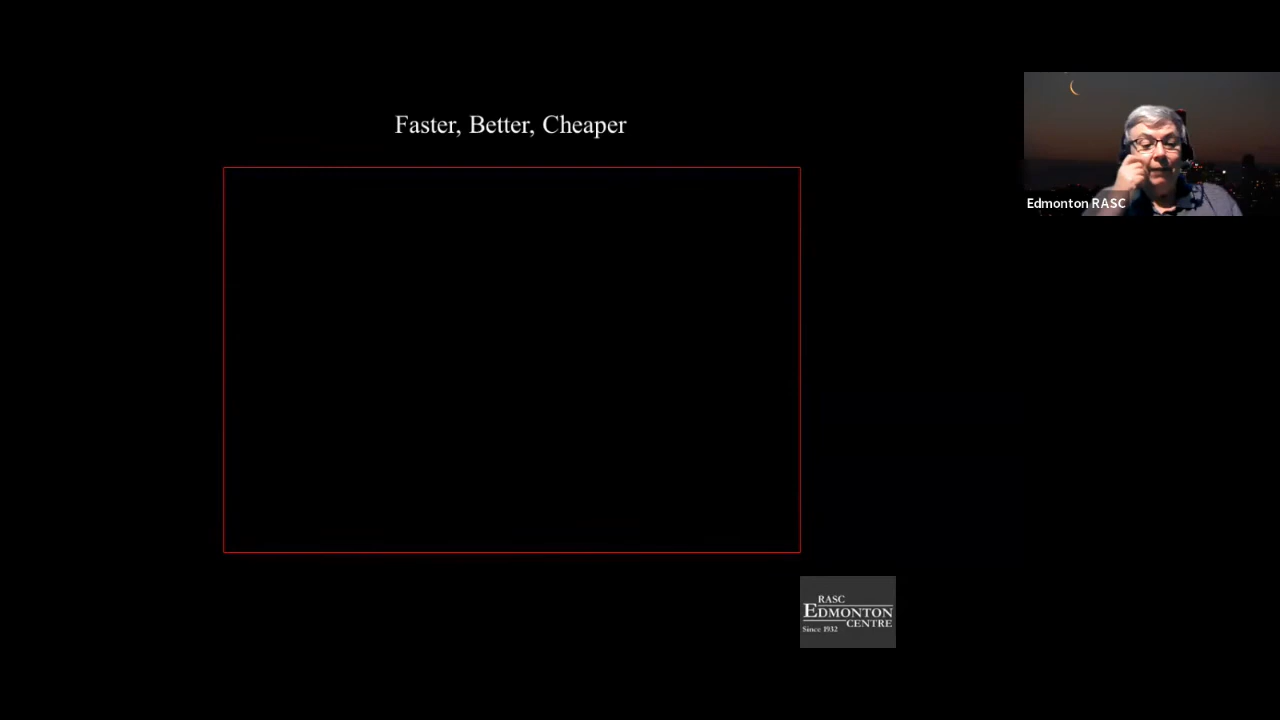 Faster, Better, Cheaper
Edmonton RASC
RASC
EDMONTON
CENTRE
Since 1932